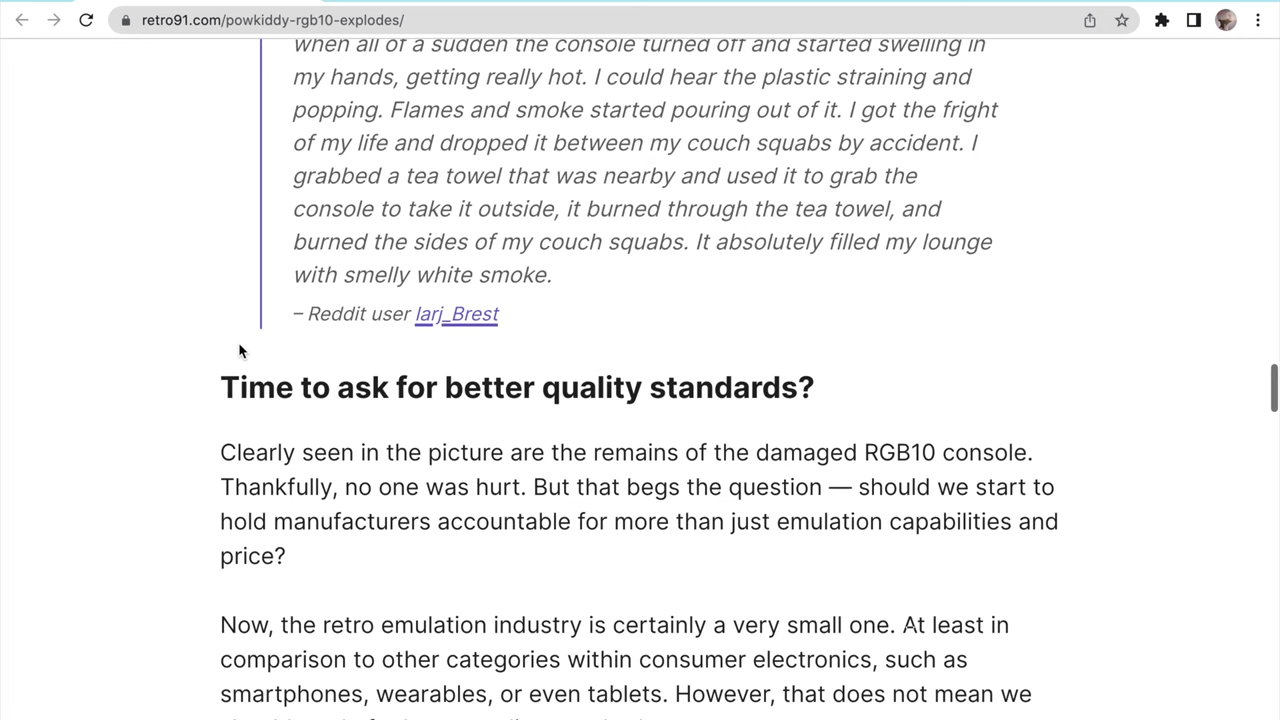 retro91.com/powkiddy-rgb10-explodes/
when all of a sudden the console turned off and started swelling in
my hands, getting really hot. I could hear the plastic straining and
popping. Flames and smoke started pouring out of it. I got the fright
of my life and dropped it between my couch squabs by accident. I
grabbed a tea towel that was nearby and used it to grab the
console to take it outside, it burned through the tea towel, and
burned the sides of my couch squabs. It absolutely filled my lounge
with smelly white smoke.
– Reddit user larj_Brest
Time to ask for better quality standards?
Clearly seen in the picture are the remains of the damaged RGB10 console.
Thankfully, no one was hurt. But that begs the question — should we start to
hold manufacturers accountable for more than just emulation capabilities and
price?
Now, the retro emulation industry is certainly a very small one. At least in
comparison to other categories within consumer electronics, such as
smartphones, wearables, or even tablets. However, that does not mean we